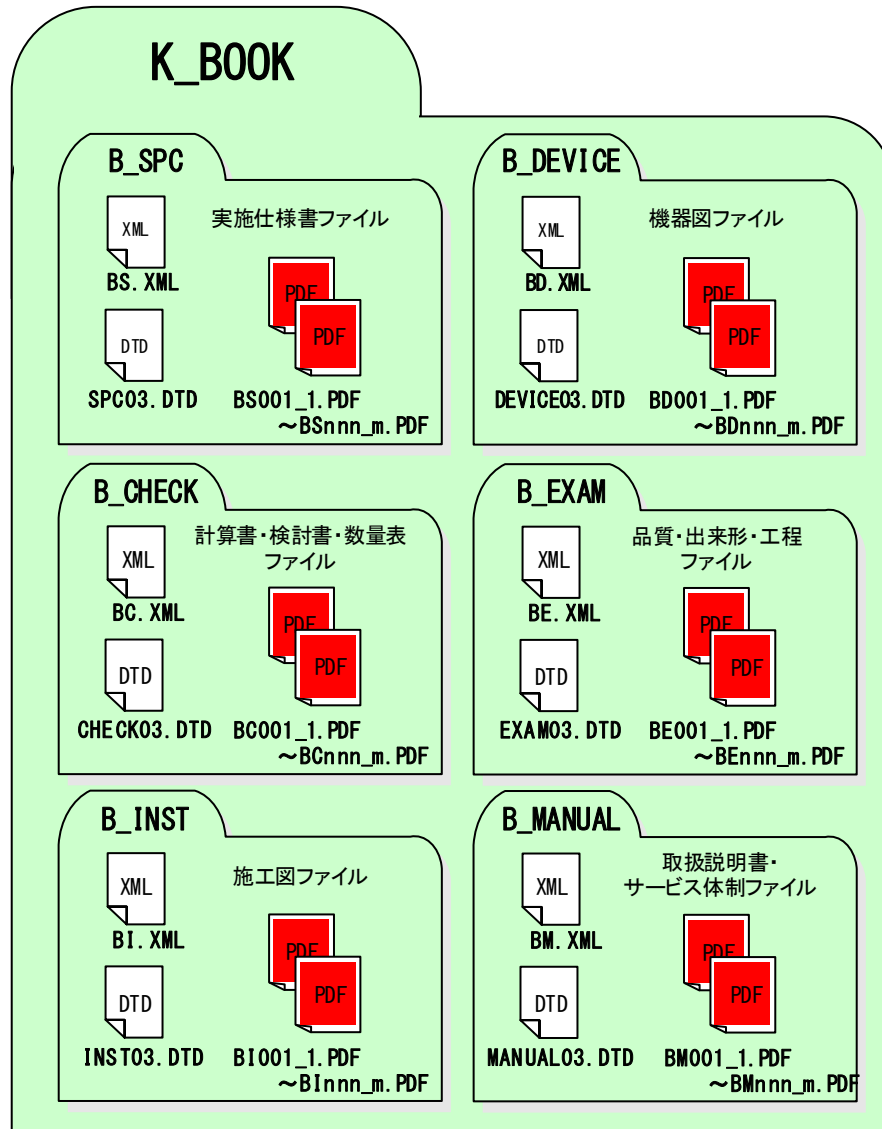 K_BOOK
B_SPC
実施仕様書ファイル
XML
BS.XML
PDF
PDF
DTD
SPC03.DTD
BS001_1.PDF
～BSnnn_m.PDF
B_DEVICE
機器図ファイル
XML
BD.XML
PDF
PDF
DTD
DEVICE03.DTD
BD001_1.PDF
～BDnnn_m.PDF
B_CHECK
計算書・検討書・数量表
ファイル
XML
BC.XML
PDF
PDF
DTD
CHECK03.DTD
BC001_1.PDF
～BCnnn_m.PDF
B_EXAM
品質・出来形・工程
ファイル
XML
BE.XML
PDF
PDF
DTD
EXAM03.DTD
BE001_1.PDF
～BEnnn_m.PDF
B_INST
施工図ファイル
XML
BI.XML
PDF
PDF
DTD
INST03.DTD
BI001_1.PDF
～BInnn_m.PDF
B_MANUAL
取扱説明書・
サービス体制ファイル
XML
BM.XML
PDF
PDF
DTD
MANUAL03.DTD
BM001_1.PDF
～BMnnn_m.PDF